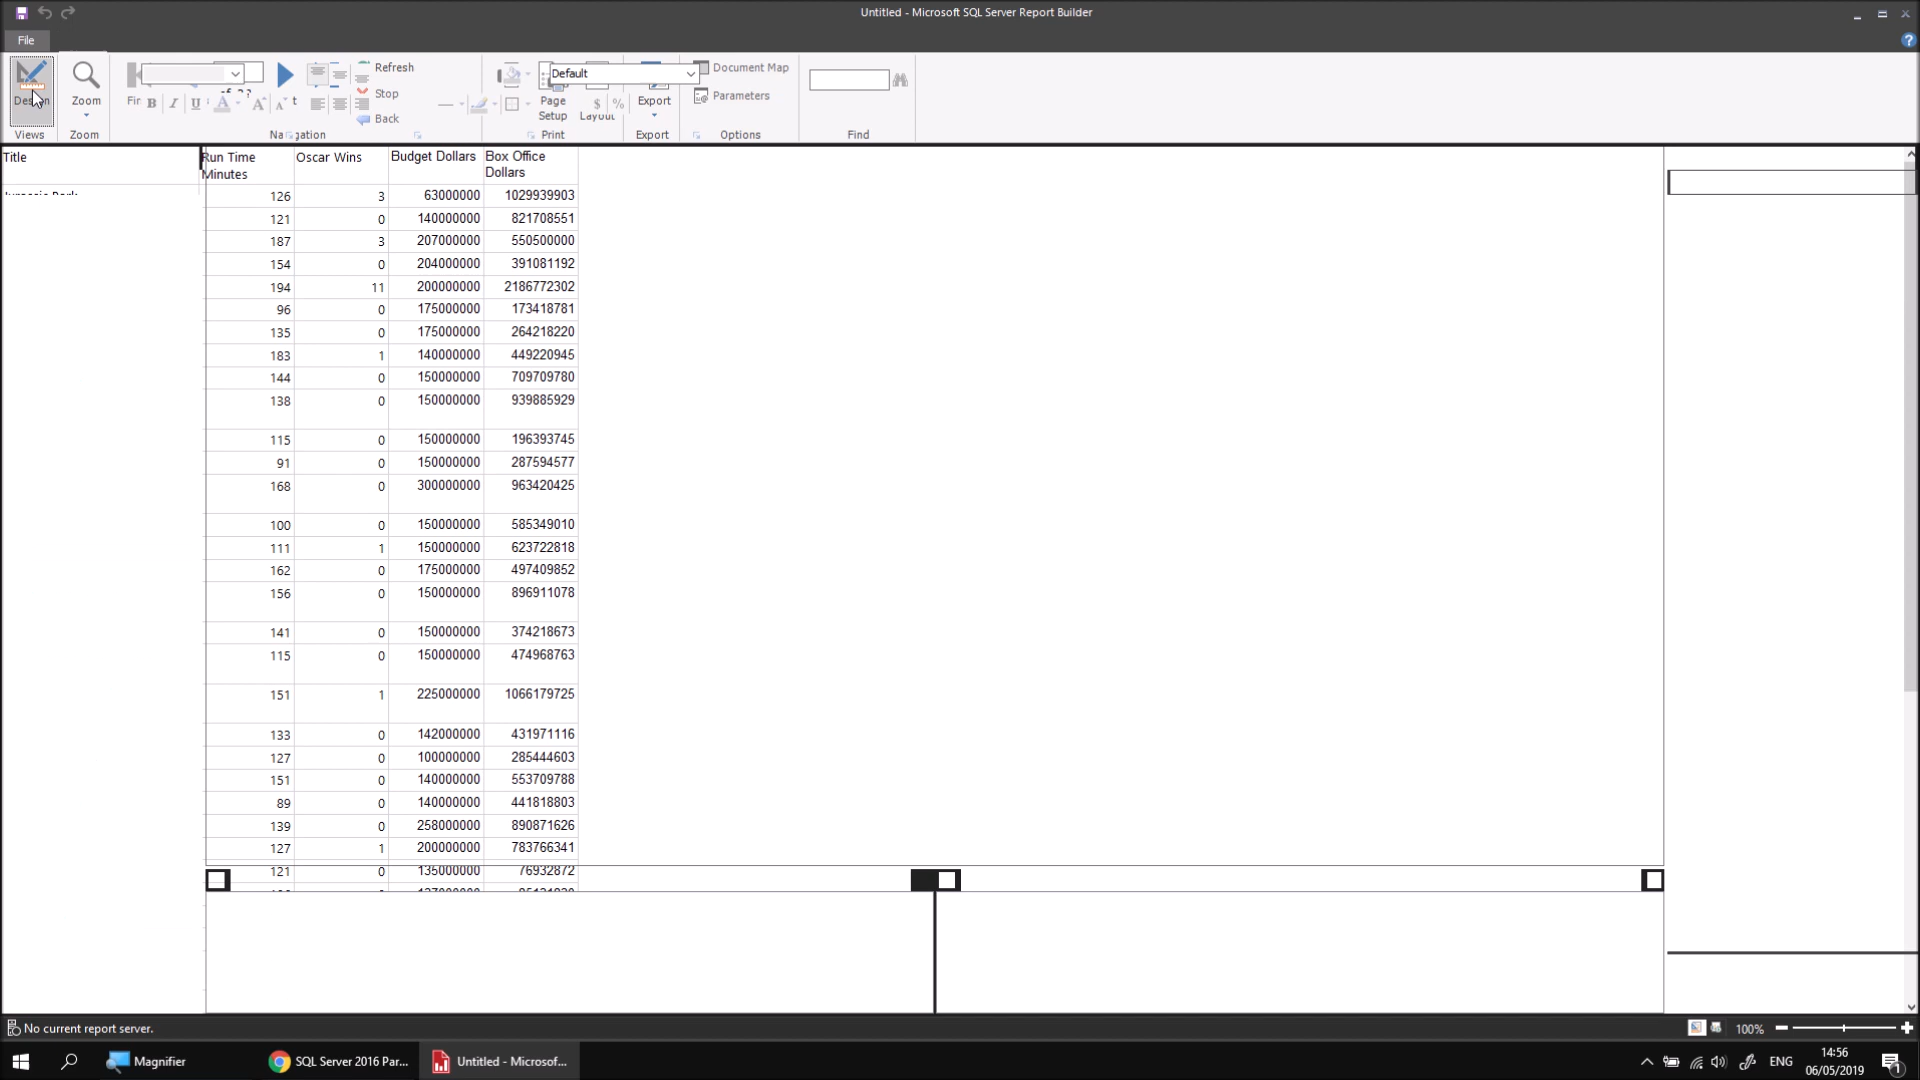 Untitled - Microsoft SQL Server Report Builder
File
Design
Zoom
Refresh
Stop
Back
B I U A A A
Default
Page
Setup
$ %
Layout
Export
Document Map
Parameters
Views
Zoom
Navigation
Print
Export
Options
Find
Title
Run Time
Minutes
Oscar Wins
Budget Dollars
Box Office
Dollars
Jurassic Park
126 3 63000000 1029939903
121 0 140000000 821708551
187 3 207000000 550500000
154 0 204000000 391081192
194 11 200000000 2186772302
96 0 175000000 173418781
135 0 175000000 264218220
183 1 140000000 449220945
144 0 150000000 709709780
138 0 150000000 939885929
115 0 150000000 196393745
91 0 150000000 287594577
168 0 300000000 963420425
100 0 150000000 585349010
111 1 150000000 623722818
162 0 175000000 497409852
156 0 150000000 896911078
141 0 150000000 374218673
115 0 150000000 474968763
151 1 225000000 1066179725
133 0 142000000 431971116
127 0 100000000 285444603
151 0 140000000 553709788
89 0 140000000 441818803
139 0 258000000 890871626
127 1 200000000 783766341
121 0 135000000 76932872
No current report server.
100%
Magnifier
SQL Server 2016 Par...
Untitled - Microsof...
ENG
14:56
06/05/2019
1